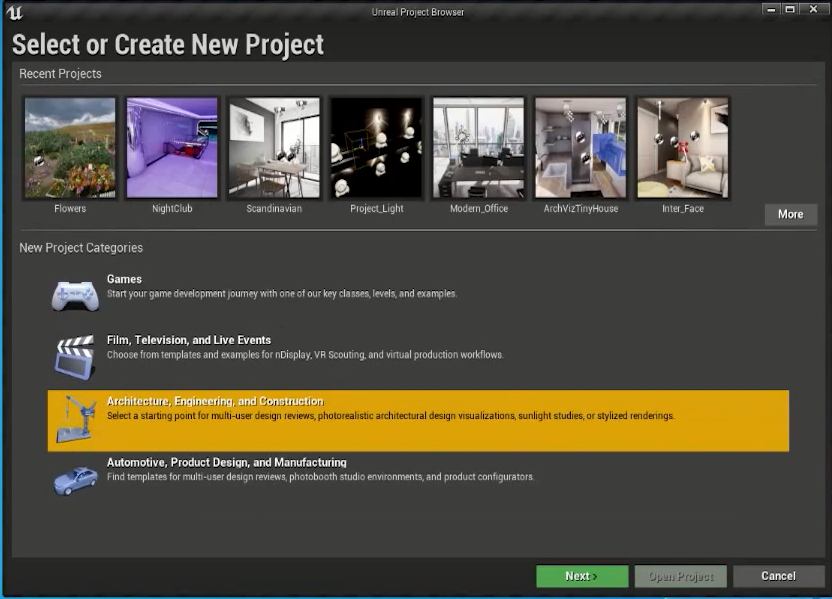 Unreal Project Browser
Select or Create New Project
Recent Projects
Flowers
NightClub
Scandinavian
Project_Light
Modern_Office
ArchVizTinyHouse
Inter_Face
More
New Project Categories
Games
Start your game development journey with one of our key classes, levels, and examples.
Film, Television, and Live Events
Choose from templates and examples for nDisplay, VR Scouting, and virtual production workflows.
Architecture, Engineering, and Construction
Select a starting point for multi-user design reviews, photorealistic architectural design visualizations, sunlight studies, or stylized renderings.
Automotive, Product Design, and Manufacturing
Find templates for multi-user design reviews, photobooth studio environments, and product configurators.
Next >
Open Project
Cancel